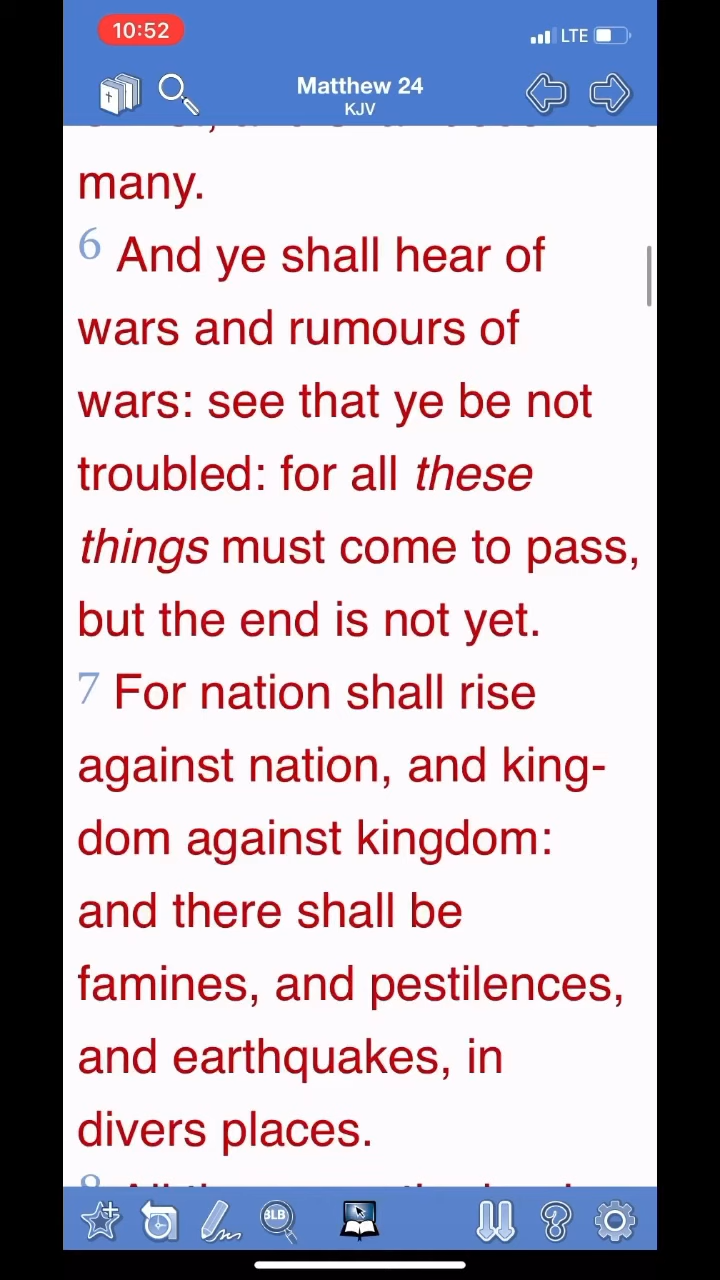 10:52
LTE
Matthew 24
KJV
many.
6 And ye shall hear of
wars and rumours of
wars: see that ye be not
troubled: for all these
things must come to pass,
but the end is not yet.
7 For nation shall rise
against nation, and king-
dom against kingdom:
and there shall be
famines, and pestilences,
and earthquakes, in
divers places.
BLB